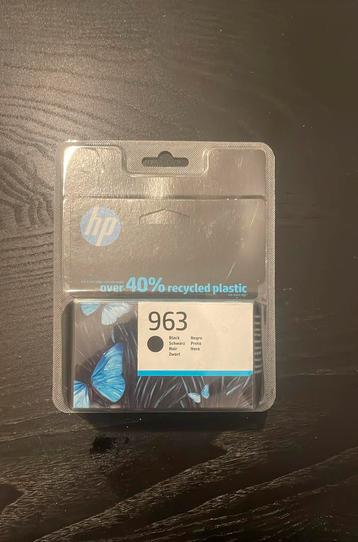 hp
over 40% recycled plastic
963
Black Negro
Schwarz Preto
Noir Nero
Zwart